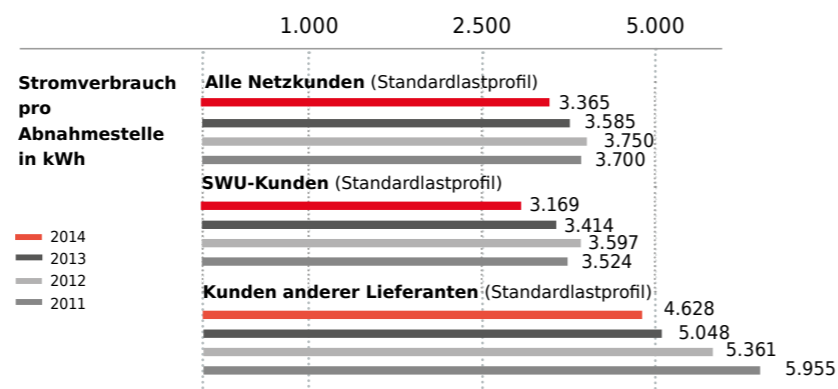 1.000 2.500 5.000
Stromverbrauch
pro
Abnahmestelle
in kWh
Alle Netzkunden (Standardlastprofil)
3.365
3.585
3.750
3.700
SWU-Kunden (Standardlastprofil)
3.169
3.414
3.597
3.524
2014
2013
2012
2011
Kunden anderer Lieferanten (Standardlastprofil)
4.628
5.048
5.361
5.955